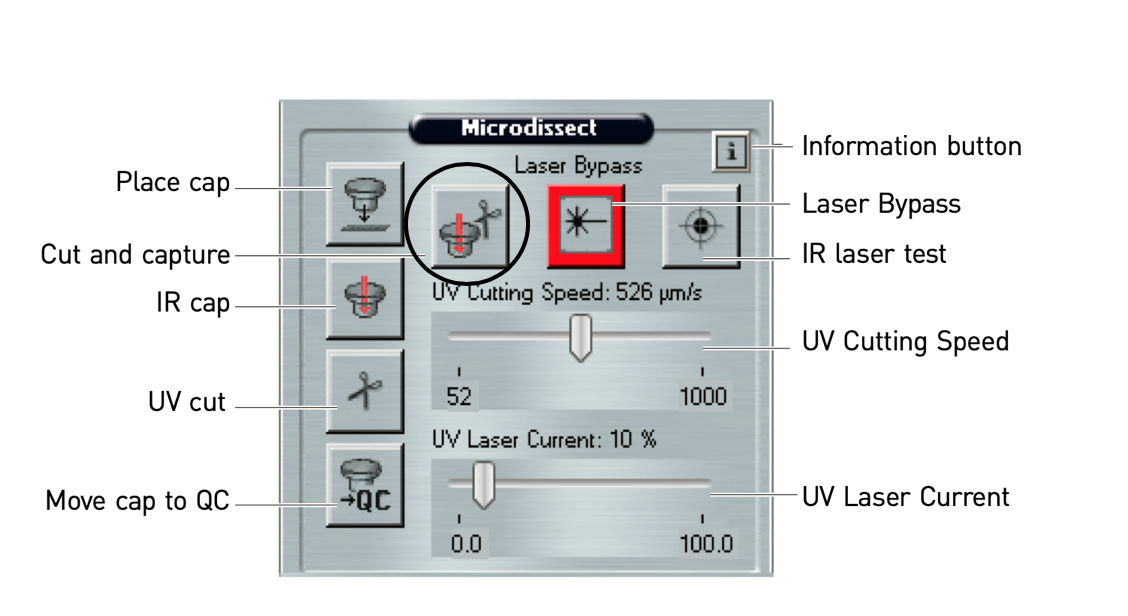 Microdissect
Information button
Laser Bypass
Place cap
Laser Bypass
Cut and capture
IR laser test
UV Cutting Speed: 526 µm/s
IR cap
UV Cutting Speed
52
1000
UV cut
UV Laser Current: 10 %
Move cap to QC
→QC
UV Laser Current
0.0
100.0
i